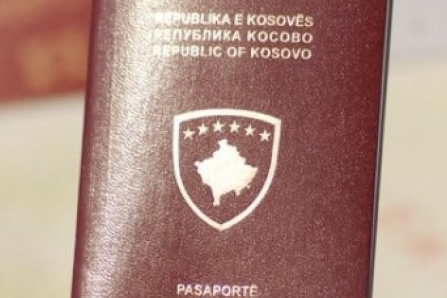 REPUBLIKA E KOSOVËS
РЕПУБЛИКА КОСОВО
REPUBLIC OF KOSOVO
PASAPORTË